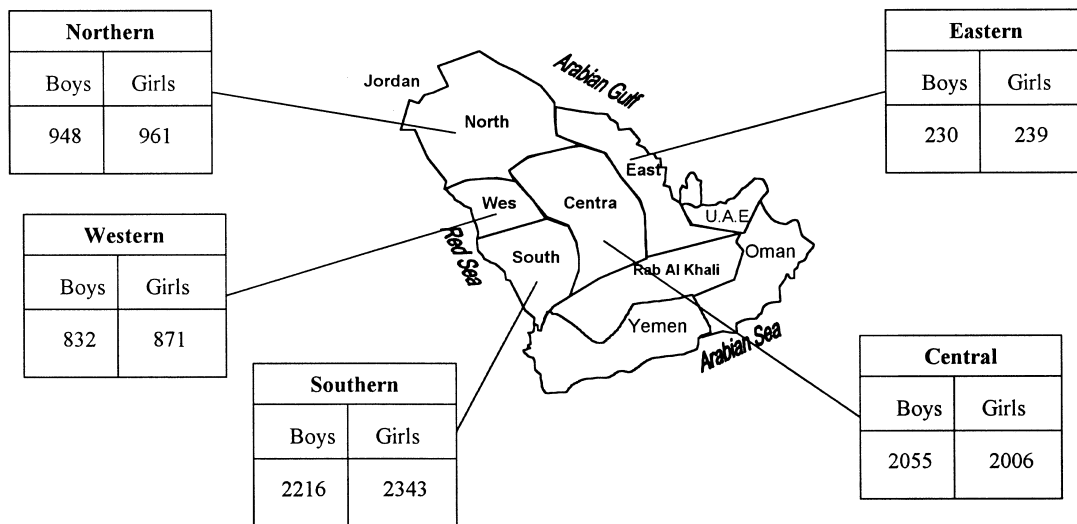 Northern
Boys Girls
948 961
Eastern
Boys Girls
230 239
Western
Boys Girls
832 871
Southern
Boys Girls
2216 2343
Central
Boys Girls
2055 2006
Jordan
Arabian Gulf
North
East
Wes
Centra
U.A.E
Red Sea
South
Rab Al Khali
Oman
Yemen
Arabian Sea